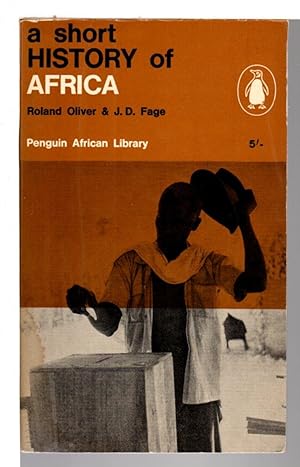 a short
HISTORY of
AFRICA
Roland Oliver & J. D. Fage
Penguin African Library
5/-